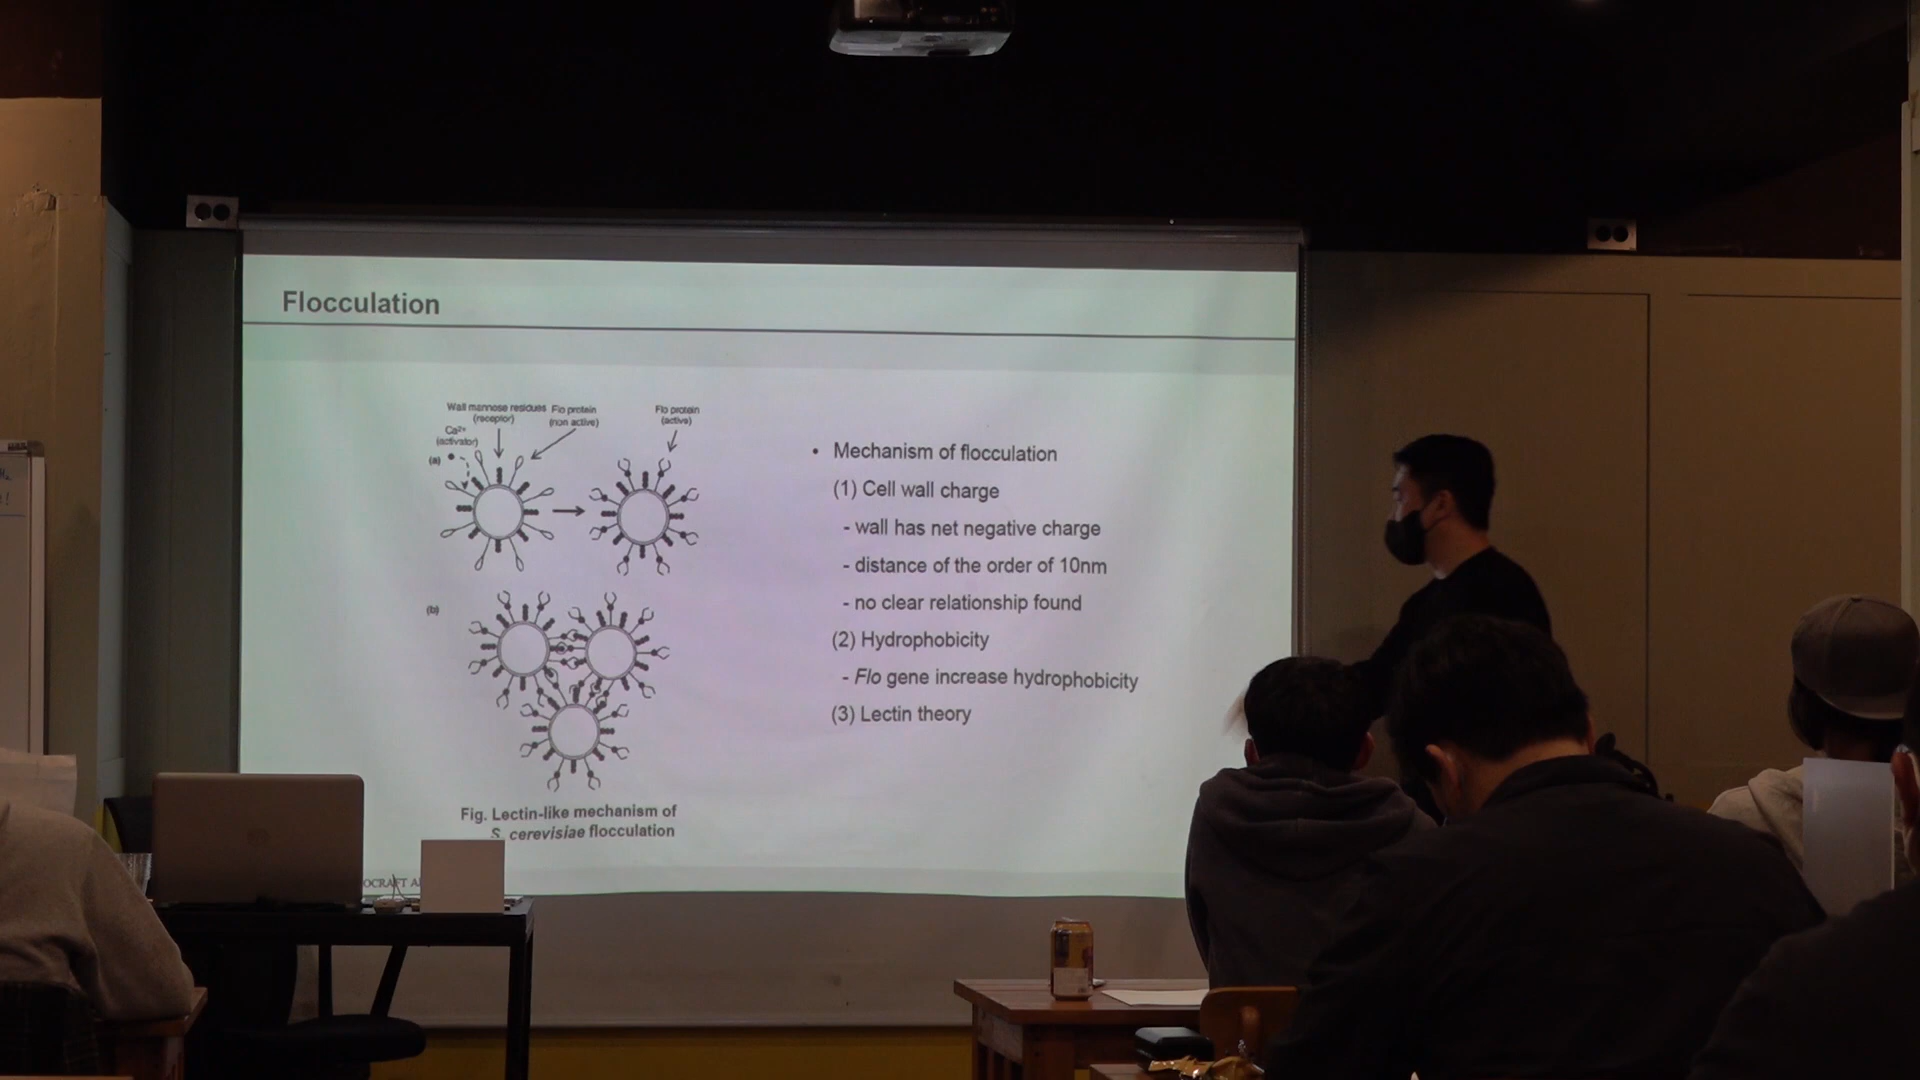 Flocculation
Wall mannose residues
(receptor)
Flo protein
(non active)
Flo protein
(active)
Ca2+
(activator)
(a)
(b)
Fig. Lectin-like mechanism of
S. cerevisiae flocculation
• Mechanism of flocculation
(1) Cell wall charge
- wall has net negative charge
- distance of the order of 10nm
- no clear relationship found
(2) Hydrophobicity
- Flo gene increase hydrophobicity
(3) Lectin theory